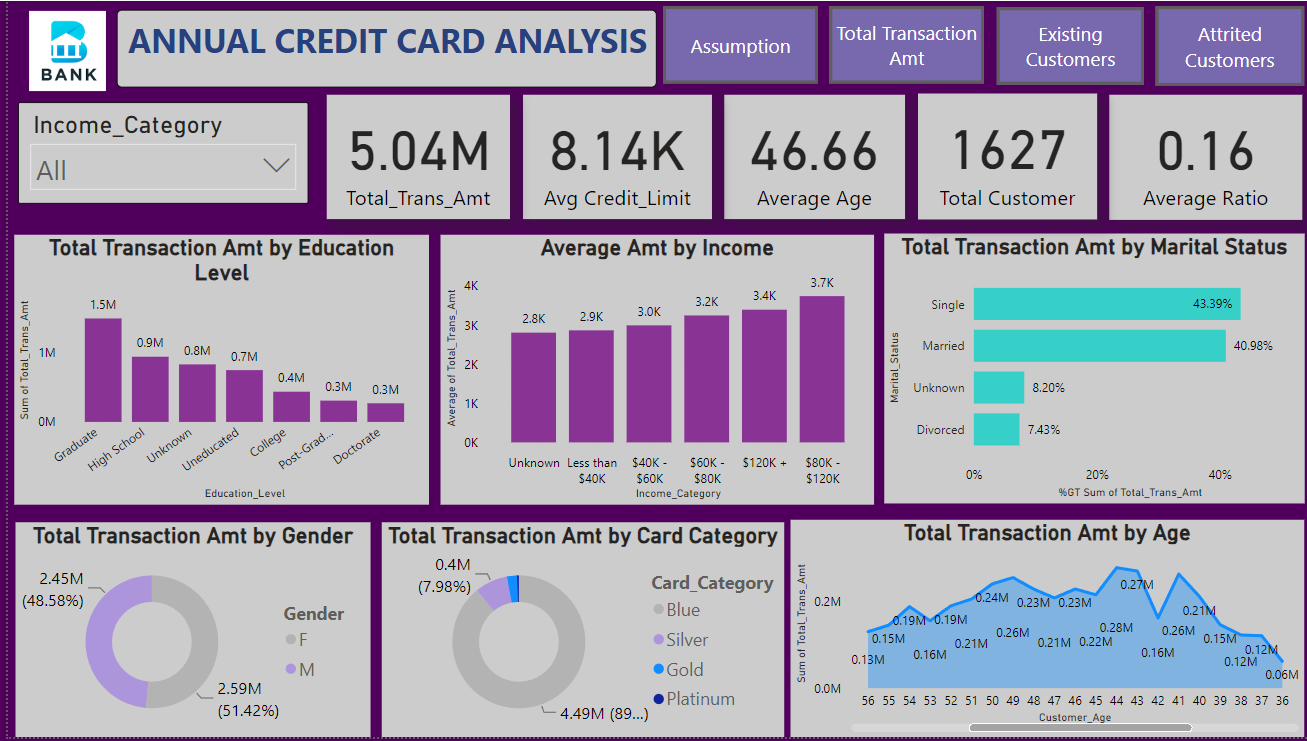 BANK
ANNUAL CREDIT CARD ANALYSIS
Assumption
Total Transaction
Amt
Existing
Customers
Attrited
Customers
Income_Category
All
5.04M
Total_Trans_Amt
8.14K
Avg Credit_Limit
46.66
Average Age
1627
Total Customer
0.16
Average Ratio
Total Transaction Amt by Education
Level
Sum of Total_Trans_Amt
1M
0M
1.5M
0.9M
0.8M
0.7M
0.4M
0.3M
0.3M
Graduate
High School
Unknown
Uneducated
College
Post-Grad...
Doctorate
Education_Level
Average Amt by Income
Average of Total_Trans_Amt
4K
3K
2K
1K
0K
2.8K
2.9K
3.0K
3.2K
3.4K
3.7K
Unknown
Less than
$40K
$40K -
$60K
$60K -
$80K
$120K +
$80K -
$120K
Income_Category
Total Transaction Amt by Marital Status
Marital_Status
Single
43.39%
Married
40.98%
Unknown
8.20%
Divorced
7.43%
0%
20%
40%
%GT Sum of Total_Trans_Amt
Total Transaction Amt by Gender
2.45M
(48.58%)
2.59M
(51.42%)
Gender
F
M
Total Transaction Amt by Card Category
0.4M
(7.98%)
4.49M (89...)
Card_Category
Blue
Silver
Gold
Platinum
Total Transaction Amt by Age
Sum of Total_Trans_Amt
0.2M
0.0M
0.13M
0.15M
0.19M
0.16M
0.19M
0.21M
0.24M
0.26M
0.23M
0.21M
0.23M
0.22M
0.28M
0.27M
0.16M
0.26M
0.21M
0.15M
0.12M
0.12M
0.06M
56 55 54 53 52 51 50 49 48 47 46 45 44 43 42 41 40 39 38 37 36
Customer_Age